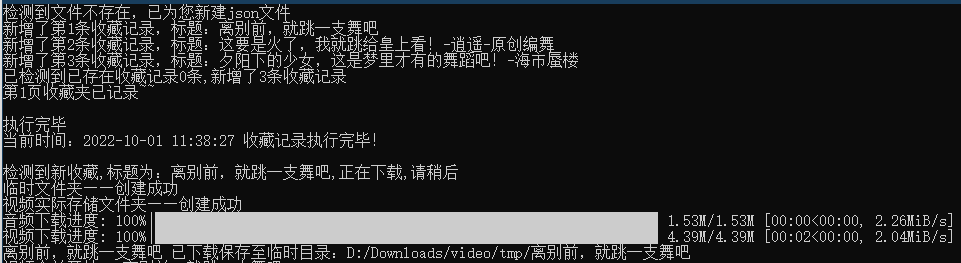 检测到文件不存在，已为您新建json文件
新增了第1条收藏记录，标题：离别前，就跳一支舞吧
新增了第2条收藏记录，标题：这要是火了，我就跳给皇上看！-逍遥-原创编舞
新增了第3条收藏记录，标题：夕阳下的少女，这是梦里才有的舞蹈吧！-海市蜃楼
已检测到已存在收藏记录0条,新增了3条收藏记录
第1页收藏夹已记录~~
执行完毕
当前时间：2022-10-01 11:38:27 收藏记录执行完毕!
检测到新收藏,标题为：离别前，就跳一支舞吧,正在下载,请稍后
临时文件夹——创建成功
视频实际存储文件夹——创建成功
音频下载进度: 100%| 1.53M/1.53M [00:00<00:00, 2.26MiB/s]
视频下载进度: 100%| 4.39M/4.39M [00:02<00:00, 2.04MiB/s]
离别前，就跳一支舞吧 已下载保存至临时目录：D:/Downloads/video/tmp/离别前，就跳一支舞吧